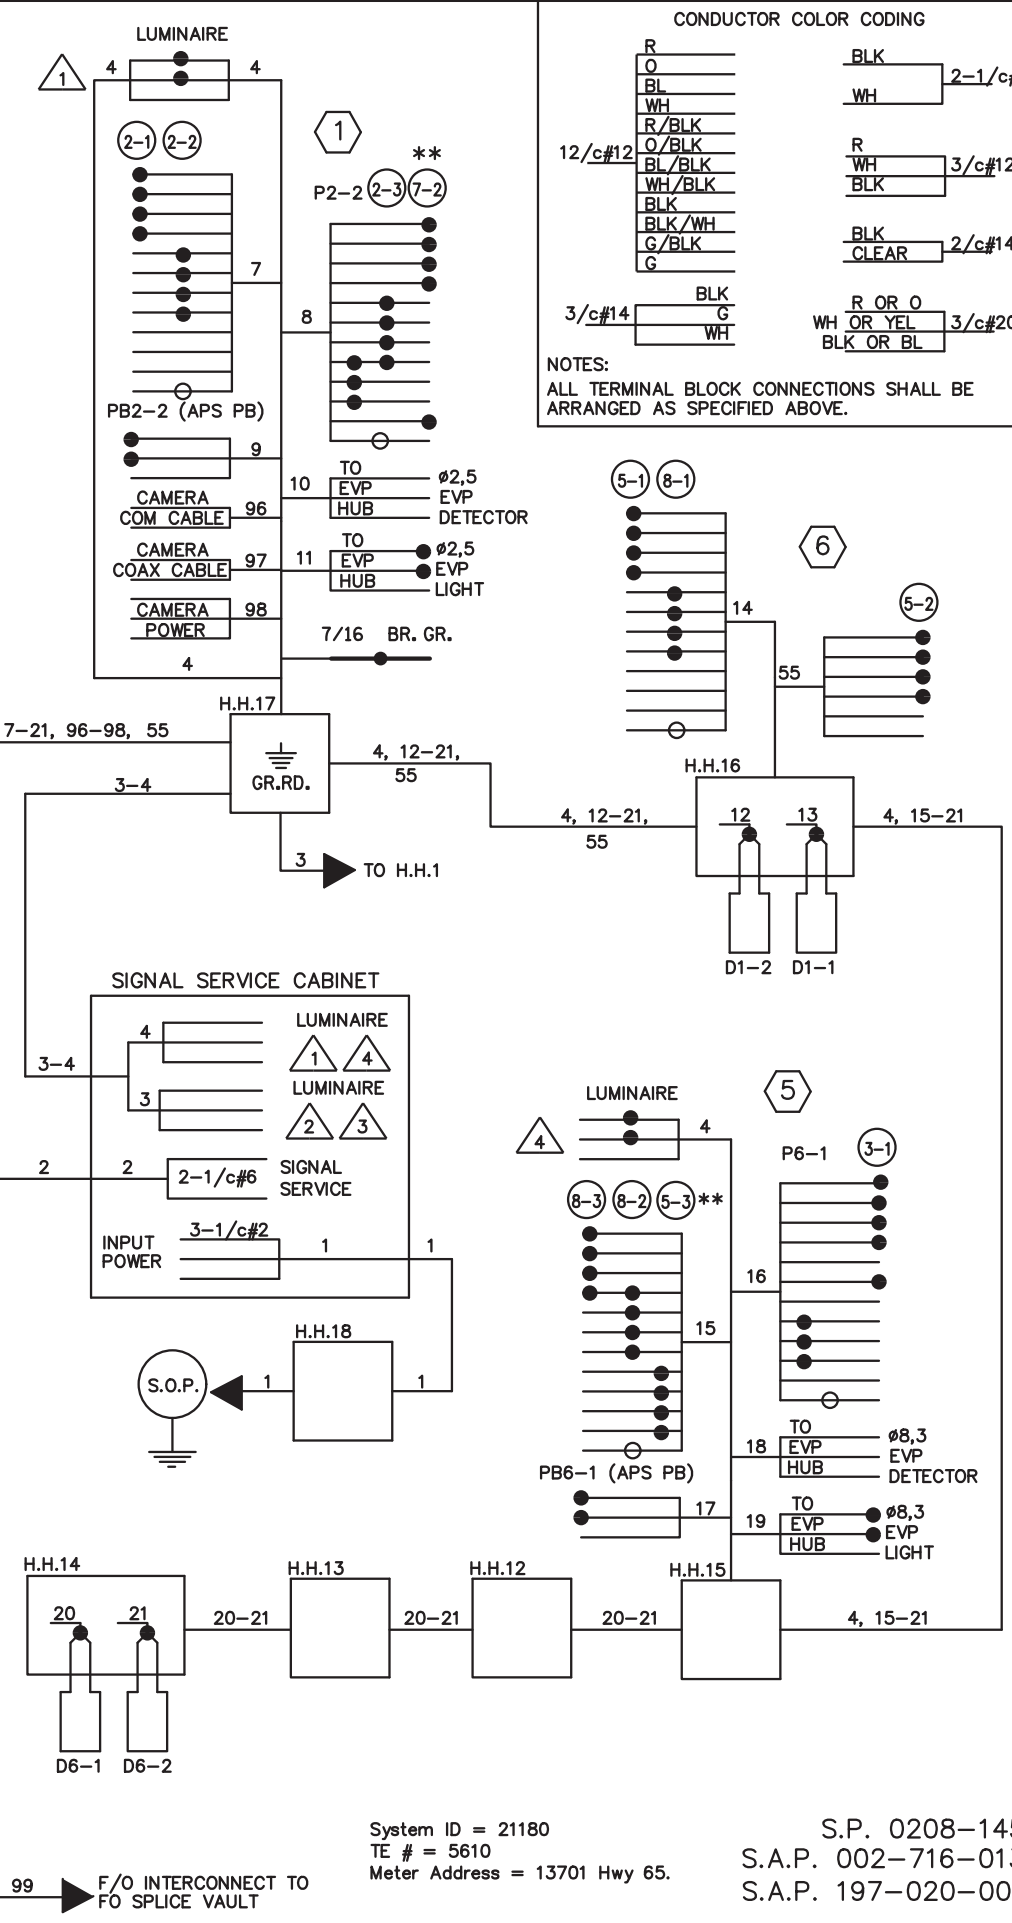 LUMINAIRE
1
4
4
2-1 2-2
1
**
P2-2 2-3 7-2
7
8
PB2-2 (APS PB)
9
10
TO
EVP
HUB
ø2,5
EVP
DETECTOR
CAMERA
COM CABLE
96
CAMERA
COAX CABLE
97
11
TO
EVP
HUB
ø2,5
EVP
LIGHT
CAMERA
POWER
98
7/16 BR. GR.
4
H.H.17
GR.RD.
7-21, 96-98, 55
3-4
4, 12-21,
55
3
TO H.H.1
CONDUCTOR COLOR CODING
12/c#12
R
O
BL
WH
R/BLK
O/BLK
BL/BLK
WH/BLK
BLK
BLK/WH
G/BLK
G
3/c#14
BLK
G
WH
BLK
WH
2-1/c#
R
WH
BLK
3/c#12
BLK
CLEAR
2/c#14
R OR O
WH OR YEL
BLK OR BL
3/c#20
NOTES:
ALL TERMINAL BLOCK CONNECTIONS SHALL BE
ARRANGED AS SPECIFIED ABOVE.
5-1 8-1
6
5-2
14
55
H.H.16
4, 12-21,
55
12 13
4, 15-21
D1-2 D1-1
SIGNAL SERVICE CABINET
3-4
4
LUMINAIRE
1 4
3
LUMINAIRE
2 3
2
2
2-1/c#6
SIGNAL
SERVICE
INPUT
POWER
3-1/c#2
1
1
H.H.18
S.O.P.
1
1
LUMINAIRE
4
4
5
P6-1 3-1
8-3 8-2 5-3 **
16
15
PB6-1 (APS PB)
17
18
TO
EVP
HUB
ø8,3
EVP
DETECTOR
19
TO
EVP
HUB
ø8,3
EVP
LIGHT
H.H.14
20 21
D6-1 D6-2
20-21
H.H.13
20-21
H.H.12
20-21
H.H.15
4, 15-21
99
F/O INTERCONNECT TO
FO SPLICE VAULT
System ID = 21180
TE # = 5610
Meter Address = 13701 Hwy 65.
S.P. 0208-145
S.A.P. 002-716-013
S.A.P. 197-020-00